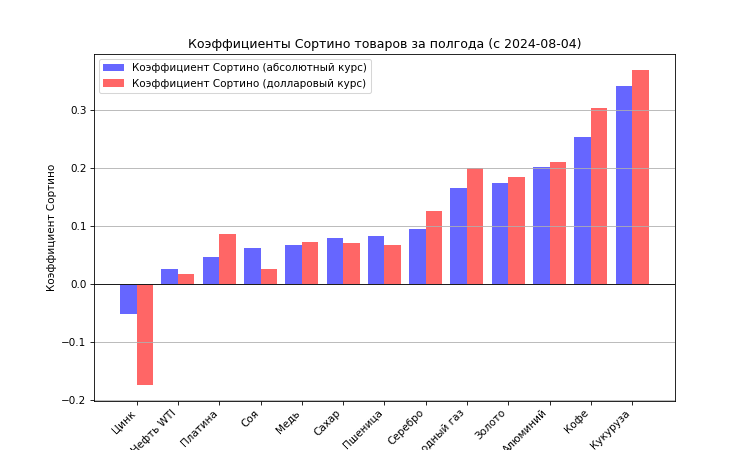 Коэффициенты Сортино товаров за полгода (с 2024-08-04)
Коэффициент Сортино (абсолютный курс)
Коэффициент Сортино (долларовый курс)
Коэффициент Сортино
0.3
0.2
0.1
0.0
−0.1
−0.2
Цинк
Нефть WTI
Платина
Соя
Медь
Сахар
Пшеница
Серебро
одный газ
Золото
Алюминий
Кофе
Кукуруза